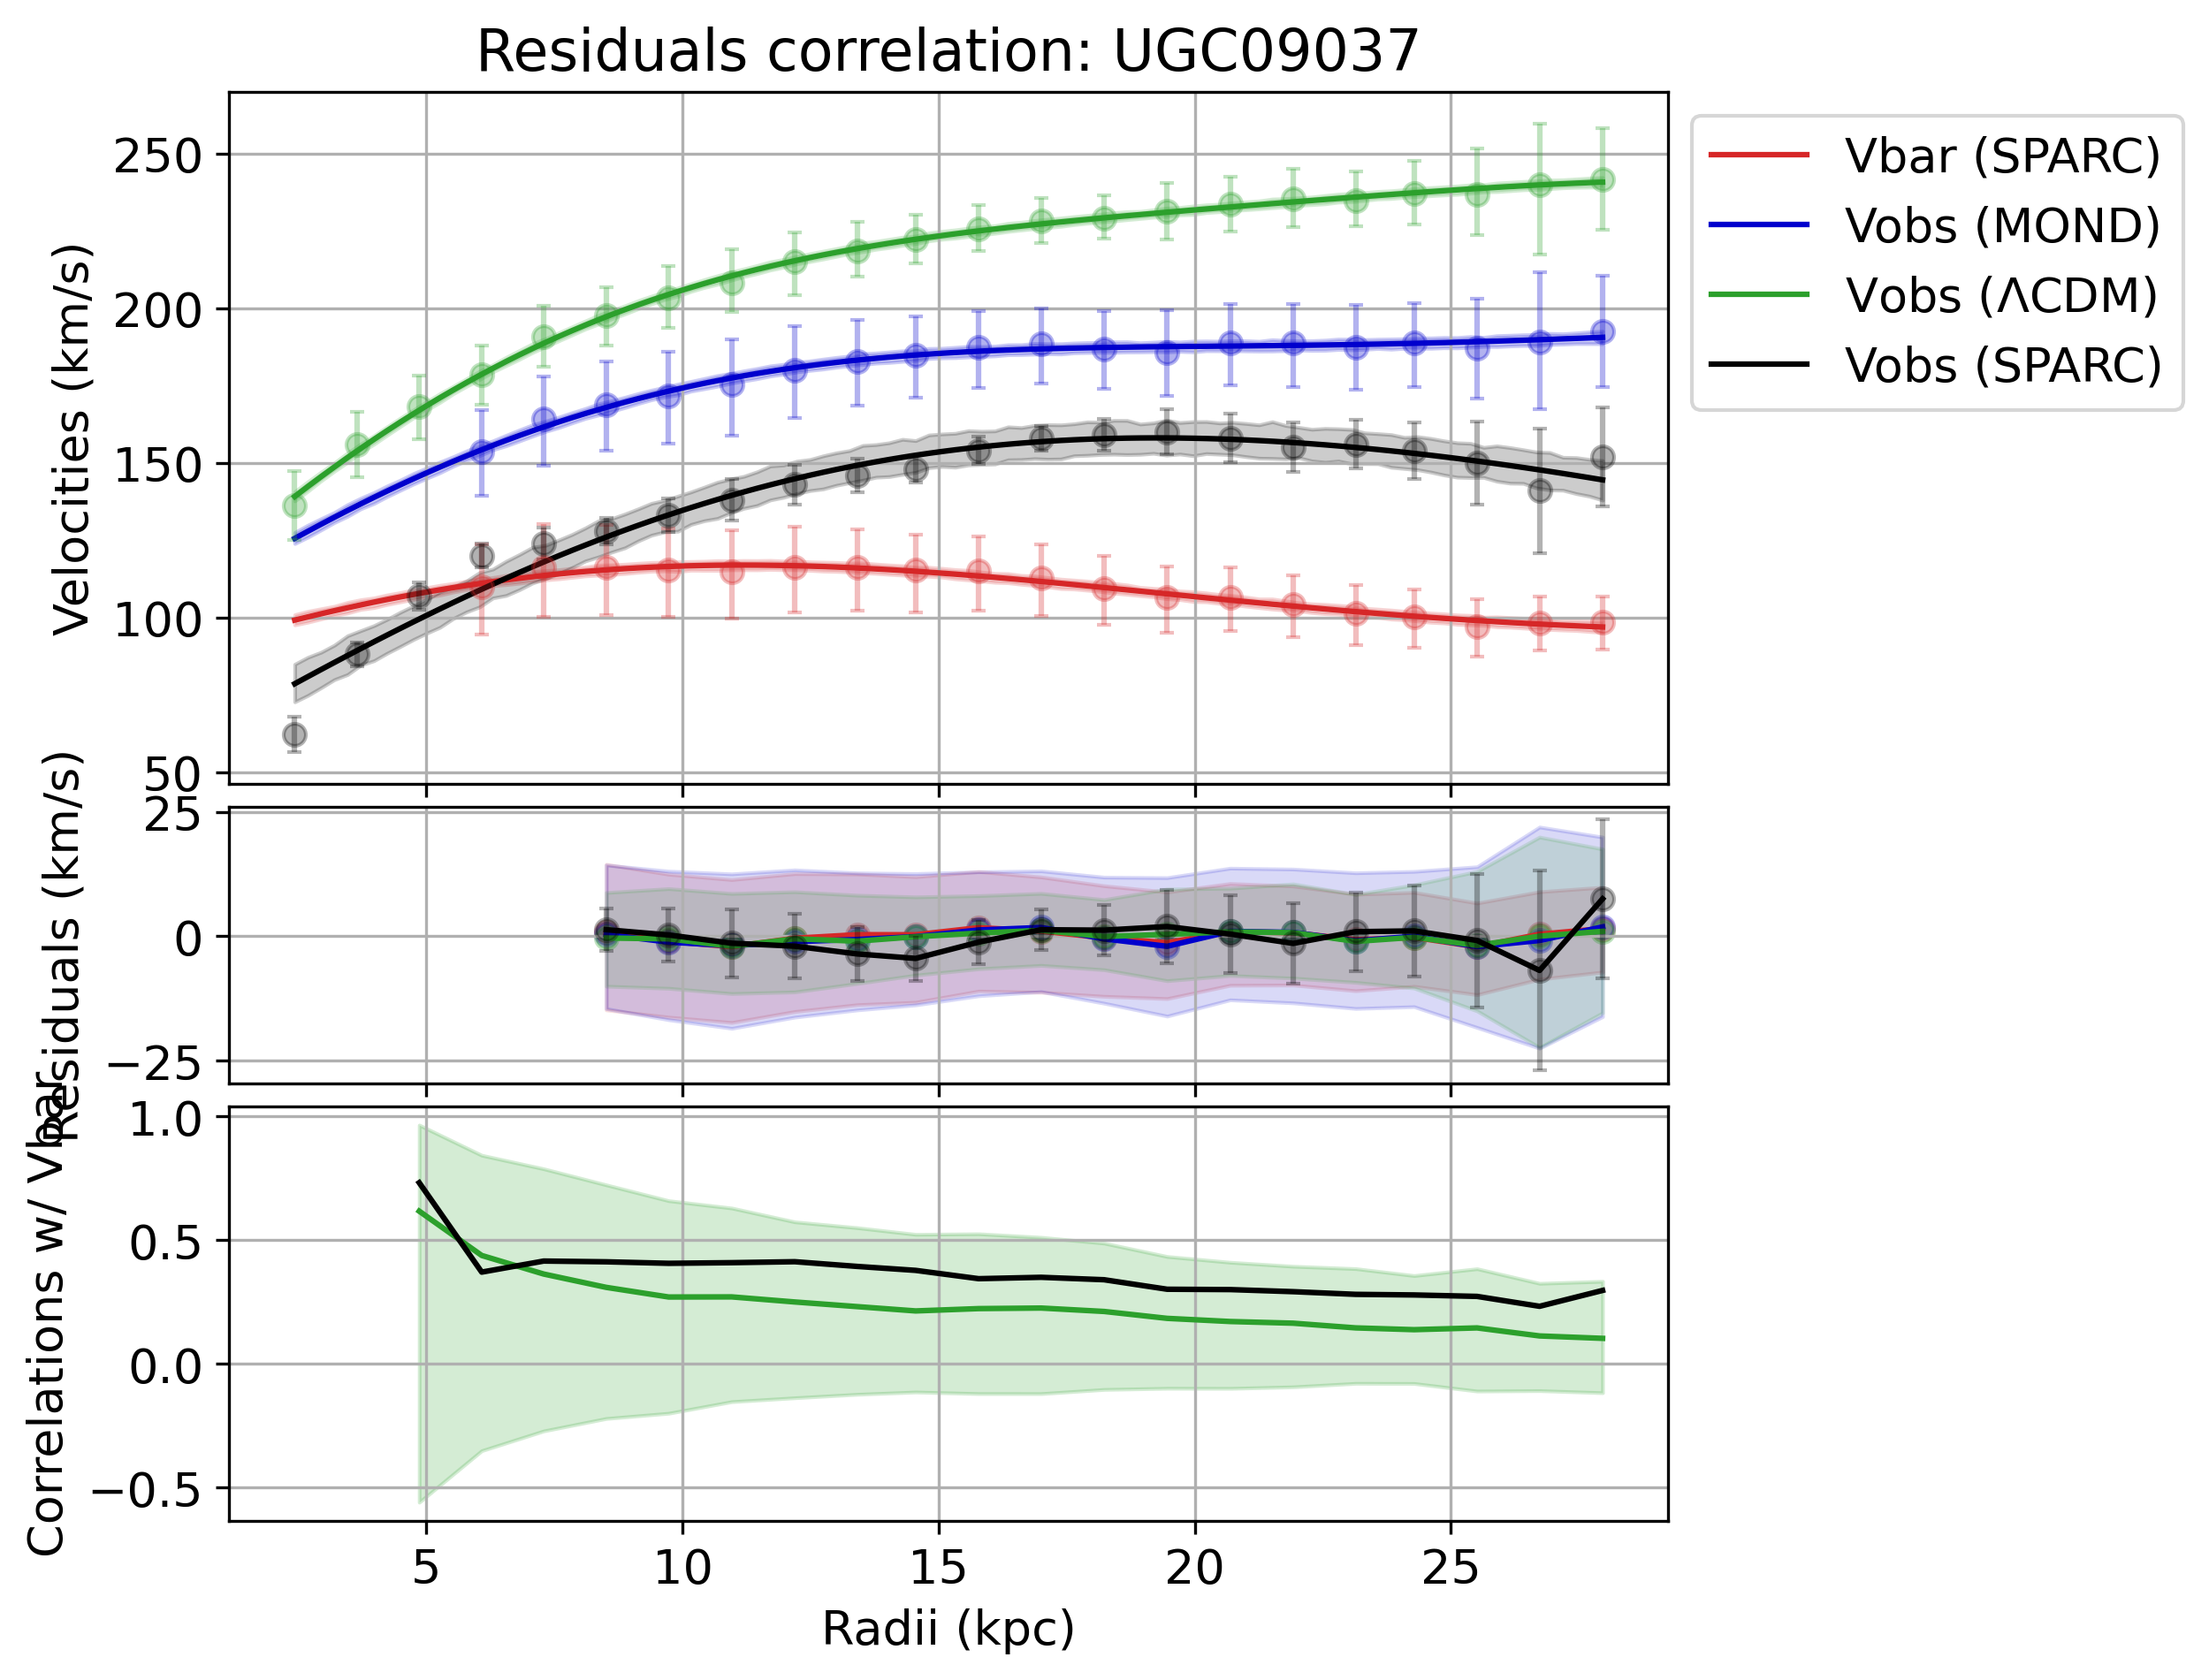 Residuals correlation: UGC09037
Velocities (km/s)
250
200
150
100
50
Vbar (SPARC)
Vobs (MOND)
Vobs (ΛCDM)
Vobs (SPARC)
Residuals (km/s)
25
0
−25
Correlations w/ Vbar
1.0
0.5
0.0
−0.5
5 10 15 20 25
Radii (kpc)